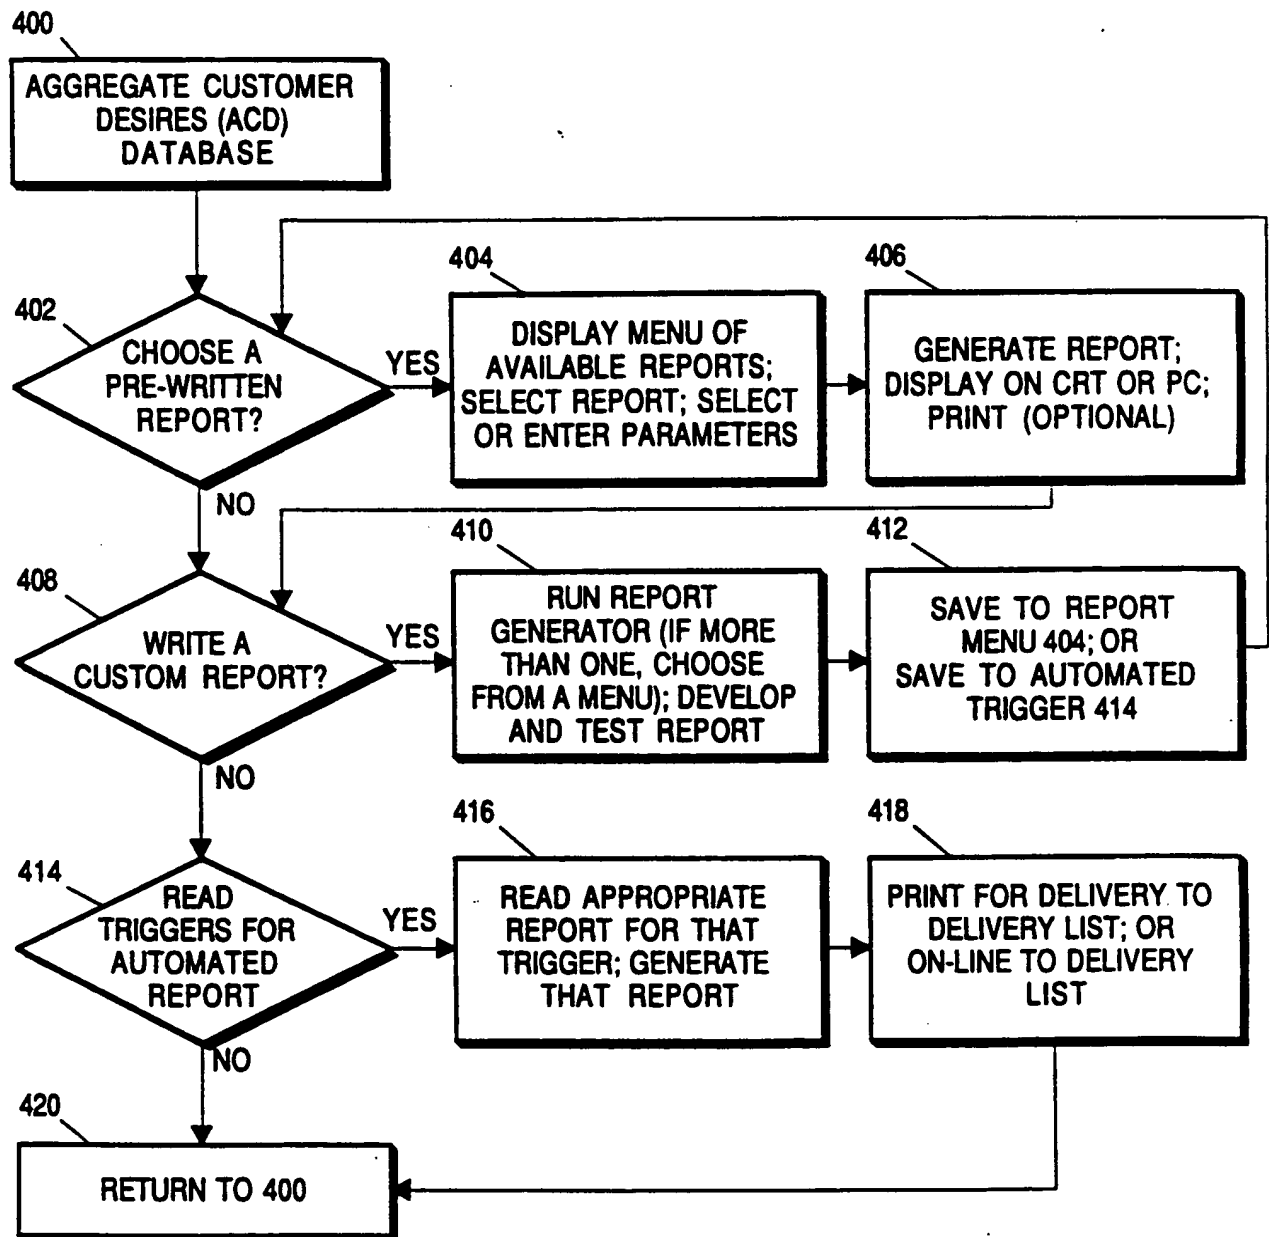 400
AGGREGATE CUSTOMER
DESIRES (ACD)
DATABASE
402
CHOOSE A
PRE-WRITTEN
REPORT?
YES
NO
404
DISPLAY MENU OF
AVAILABLE REPORTS;
SELECT REPORT; SELECT
OR ENTER PARAMETERS
406
GENERATE REPORT;
DISPLAY ON CRT OR PC;
PRINT (OPTIONAL)
408
WRITE A
CUSTOM REPORT?
YES
NO
410
RUN REPORT
GENERATOR (IF MORE
THAN ONE, CHOOSE
FROM A MENU); DEVELOP
AND TEST REPORT
412
SAVE TO REPORT
MENU 404; OR
SAVE TO AUTOMATED
TRIGGER 414
414
READ
TRIGGERS FOR
AUTOMATED
REPORT
YES
NO
416
READ APPROPRIATE
REPORT FOR THAT
TRIGGER; GENERATE
THAT REPORT
418
PRINT FOR DELIVERY TO
DELIVERY LIST; OR
ON-LINE TO DELIVERY
LIST
420
RETURN TO 400